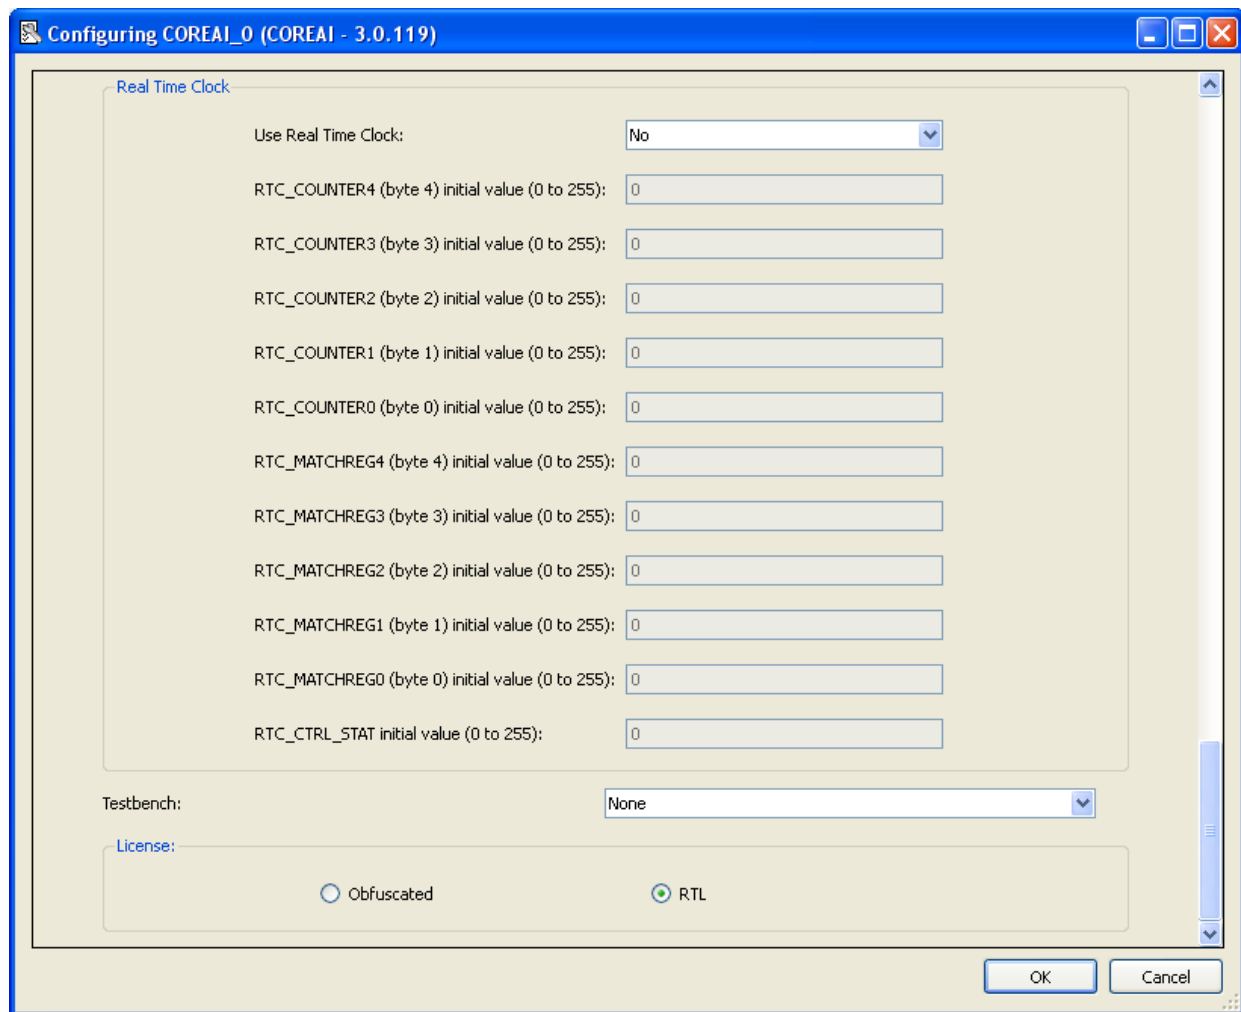 Configuring COREAI_0 (COREAI - 3.0.119)
Real Time Clock
Use Real Time Clock: No
RTC_COUNTER4 (byte 4) initial value (0 to 255): 0
RTC_COUNTER3 (byte 3) initial value (0 to 255): 0
RTC_COUNTER2 (byte 2) initial value (0 to 255): 0
RTC_COUNTER1 (byte 1) initial value (0 to 255): 0
RTC_COUNTER0 (byte 0) initial value (0 to 255): 0
RTC_MATCHREG4 (byte 4) initial value (0 to 255): 0
RTC_MATCHREG3 (byte 3) initial value (0 to 255): 0
RTC_MATCHREG2 (byte 2) initial value (0 to 255): 0
RTC_MATCHREG1 (byte 1) initial value (0 to 255): 0
RTC_MATCHREG0 (byte 0) initial value (0 to 255): 0
RTC_CTRL_STAT initial value (0 to 255): 0
Testbench: None
License:
Obfuscated RTL
OK Cancel